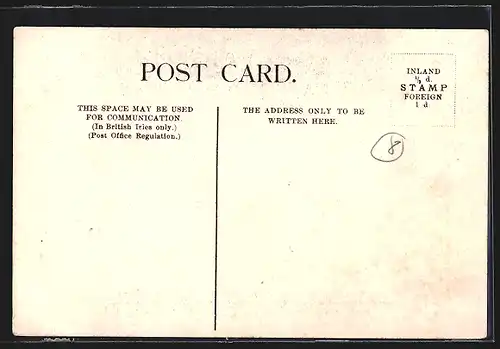 POST CARD.
THIS SPACE MAY BE USED
FOR COMMUNICATION.
(In British Iries only.)
(Post Office Regulation.)
THE ADDRESS ONLY TO BE
WRITTEN HERE.
INLAND
½ d.
STAMP
FOREIGN
1 d
8